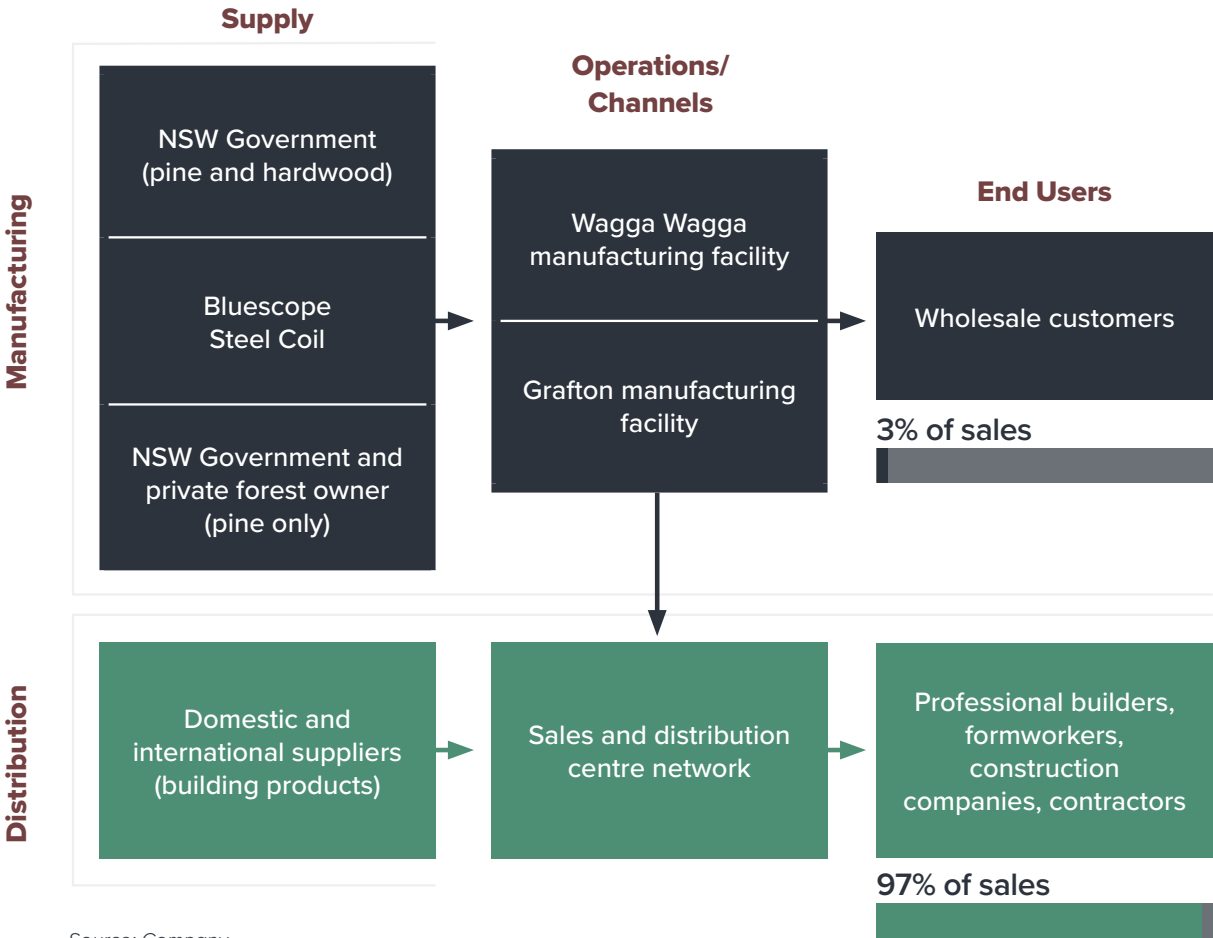 Supply
Operations/
Channels
End Users
Manufacturing
NSW Government
(pine and hardwood)
Bluescope
Steel Coil
NSW Government and
private forest owner
(pine only)
Wagga Wagga
manufacturing facility
Grafton manufacturing
facility
Wholesale customers
3% of sales
Distribution
Domestic and
international suppliers
(building products)
Sales and distribution
centre network
Professional builders,
formworkers,
construction
companies, contractors
97% of sales
Source: Company